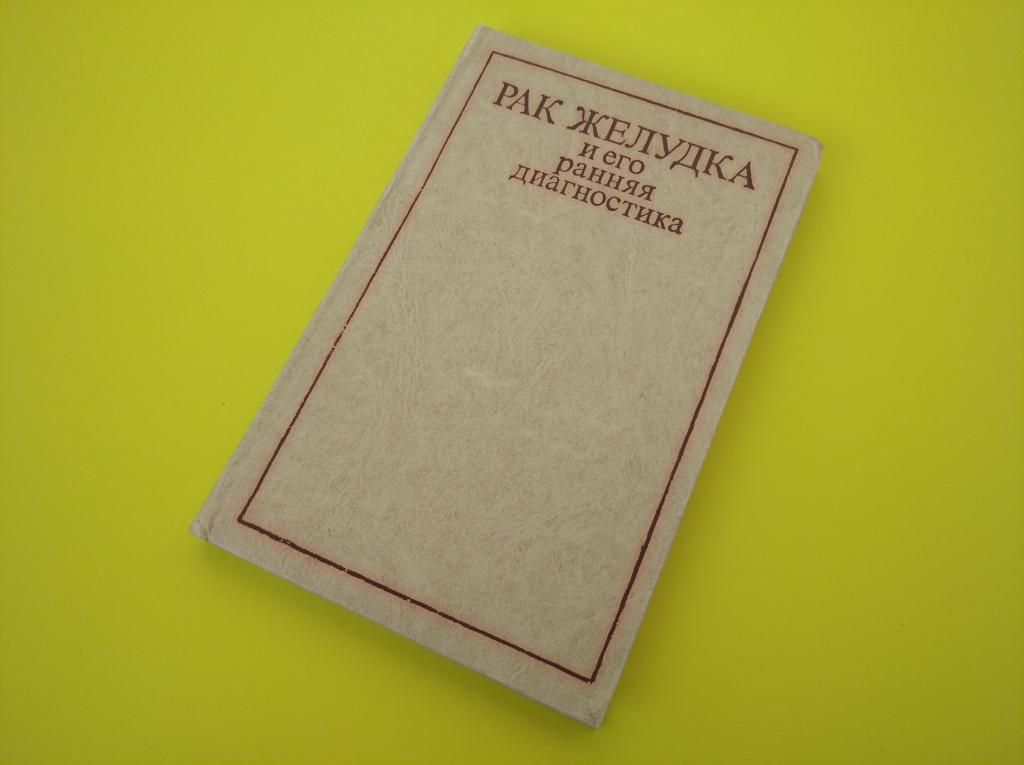 РАК ЖЕЛУДКА
и его
ранняя
диагностика